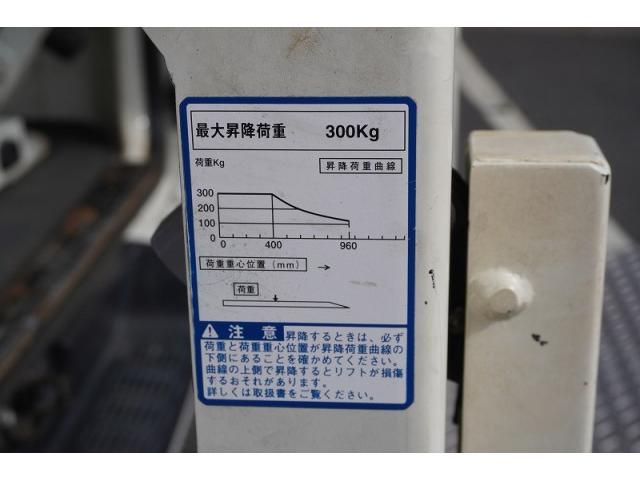 最大昇降荷重 300Kg
荷重Kg
昇降荷重曲線
300
200
100
0
0 400 960
荷重重心位置（mm） →
荷重
注意 昇降するときは、必ず
荷重と荷重重心位置が昇降荷重曲線の
下側にあることを確かめてください。
曲線の上側で昇降するとリフトが損傷
するおそれがあります。
詳しくは取扱書をご覧ください。